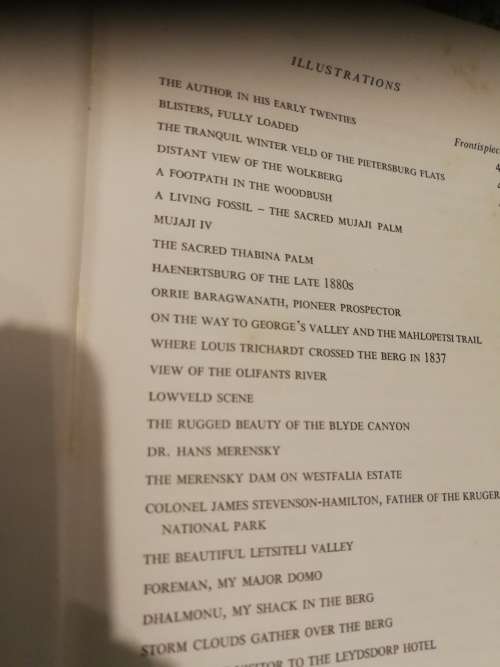 ILLUSTRATIONS
THE AUTHOR IN HIS EARLY TWENTIES
Frontispiec
BLISTERS, FULLY LOADED
THE TRANQUIL WINTER VELD OF THE PIETERSBURG FLATS
DISTANT VIEW OF THE WOLKBERG
A FOOTPATH IN THE WOODBUSH
A LIVING FOSSIL – THE SACRED MUJAJI PALM
MUJAJI IV
THE SACRED THABINA PALM
HAENERTSBURG OF THE LATE 1880s
ORRIE BARAGWANATH, PIONEER PROSPECTOR
ON THE WAY TO GEORGE'S VALLEY AND THE MAHLOPETSI TRAIL
WHERE LOUIS TRICHARDT CROSSED THE BERG IN 1837
VIEW OF THE OLIFANTS RIVER
LOWVELD SCENE
THE RUGGED BEAUTY OF THE BLYDE CANYON
DR. HANS MERENSKY
THE MERENSKY DAM ON WESTFALIA ESTATE
COLONEL JAMES STEVENSON-HAMILTON, FATHER OF THE KRUGER
NATIONAL PARK
THE BEAUTIFUL LETSITELI VALLEY
FOREMAN, MY MAJOR DOMO
DHALMONU, MY SHACK IN THE BERG
STORM CLOUDS GATHER OVER THE BERG
TO THE LEYDSDORP HOTEL